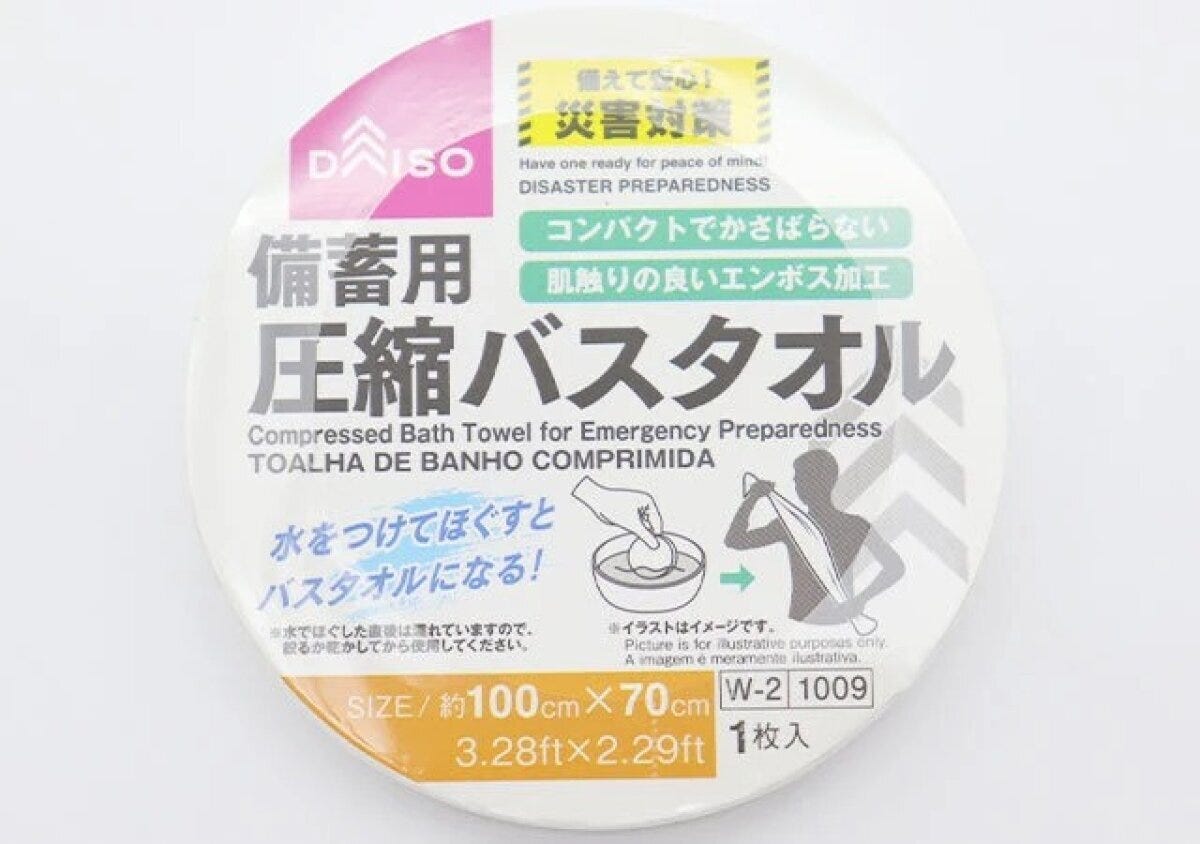 DAISO
備えて安心!
災害対策
Have one ready for peace of mind!
DISASTER PREPAREDNESS
コンパクトでかさばらない
肌触りの良いエンボス加工
備蓄用
圧縮バスタオル
Compressed Bath Towel for Emergency Preparedness
TOALHA DE BANHO COMPRIMIDA
水をつけてほぐすと
バスタオルになる!
※水でほぐした直後は濡れていますので、
絞るか乾かしてから使用してください。
※イラストはイメージです。
Picture is for illustrative purposes only.
A imagem é meramente ilustrativa.
SIZE/約100cm×70cm
3.28ft×2.29ft
W-2 1009
1枚入